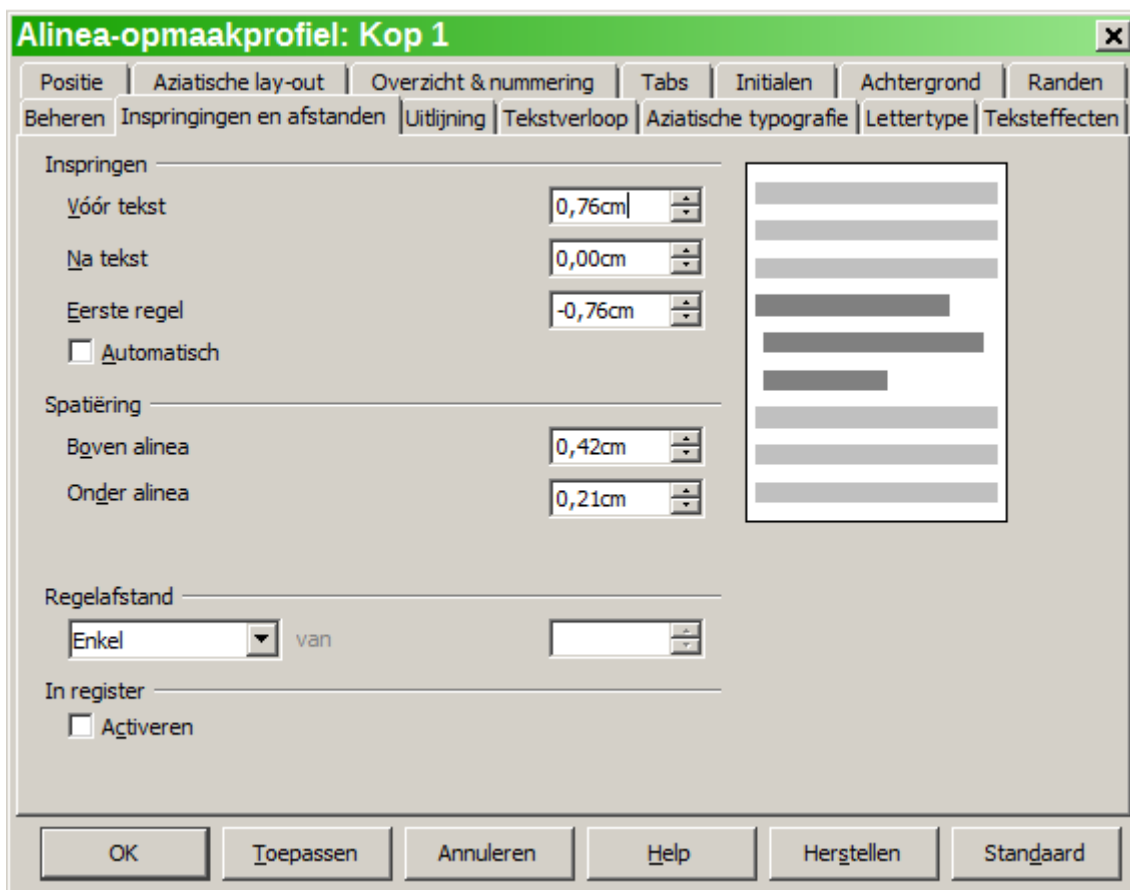 Alinea-opmaakprofiel: Kop 1
Positie Aziatische lay-out Overzicht & nummering Tabs Initialen Achtergrond Randen
Beheren Inspringingen en afstanden Uitlijning Tekstverloop Aziatische typografie Lettertype Teksteffecten
Inspringen
Vóór tekst 0,76cm
Na tekst 0,00cm
Eerste regel -0,76cm
Automatisch
Spatiëring
Boven alinea 0,42cm
Onder alinea 0,21cm
Regelafstand
Enkel van
In register
Activeren
OK Toepassen Annuleren Help Herstellen Standaard